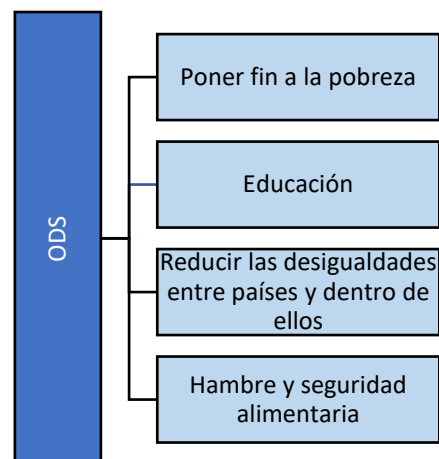 ODS
Poner fin a la pobreza
Educación
Reducir las desigualdades
entre países y dentro de
ellos
Hambre y seguridad
alimentaria